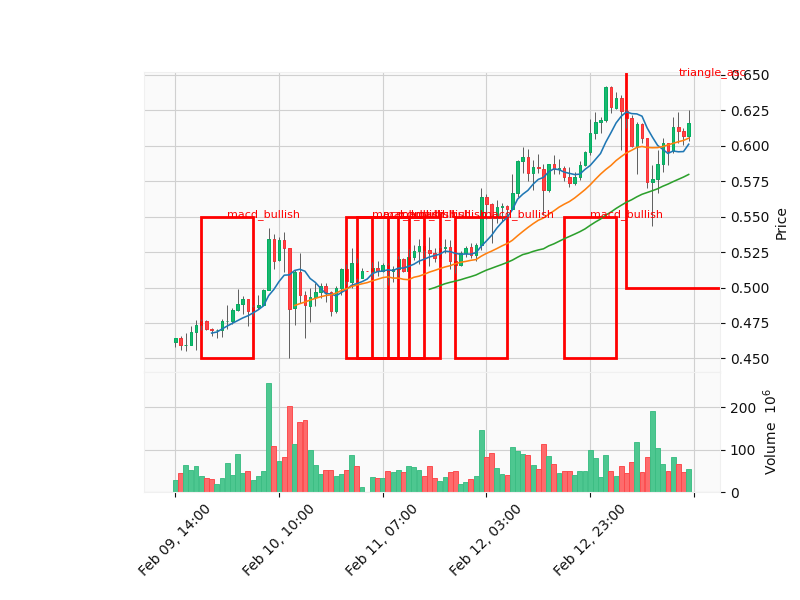 triangle_asc
0.650
0.625
0.600
0.575
0.550
0.525
0.500
0.475
0.450
Price
macd_bullish
macd_bullish
macd_bullish
200
100
0
Volume 10^6
Feb 09, 14:00
Feb 10, 10:00
Feb 11, 07:00
Feb 12, 03:00
Feb 12, 23:00